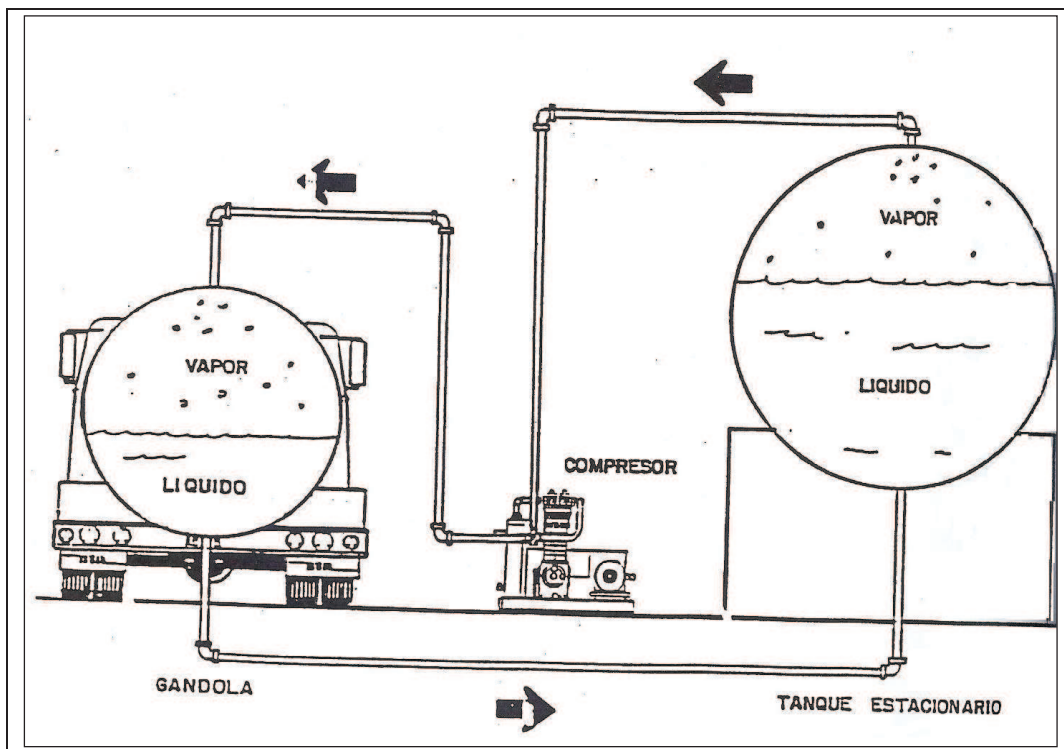 VAPOR
VAPOR
LIQUIDO
COMPRESOR
LIQUIDO
GANDOLA
TANQUE ESTACIONARIO